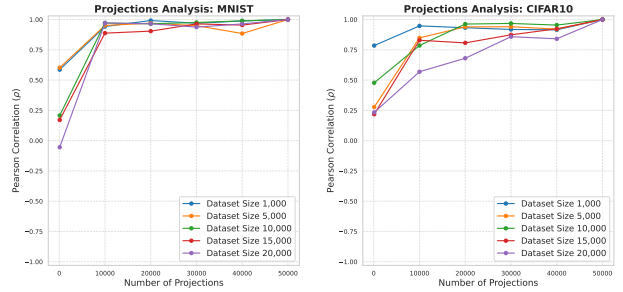 Projections Analysis: MNIST
Pearson Correlation (ρ)
1.00
0.75
0.50
0.25
0.00
−0.25
−0.50
−0.75
−1.00
Dataset Size 1,000
Dataset Size 5,000
Dataset Size 10,000
Dataset Size 15,000
Dataset Size 20,000
0 10000 20000 30000 40000 50000
Number of Projections
Projections Analysis: CIFAR10
Pearson Correlation (ρ)
1.00
0.75
0.50
0.25
0.00
−0.25
−0.50
−0.75
−1.00
Dataset Size 1,000
Dataset Size 5,000
Dataset Size 10,000
Dataset Size 15,000
Dataset Size 20,000
0 10000 20000 30000 40000 50000
Number of Projections